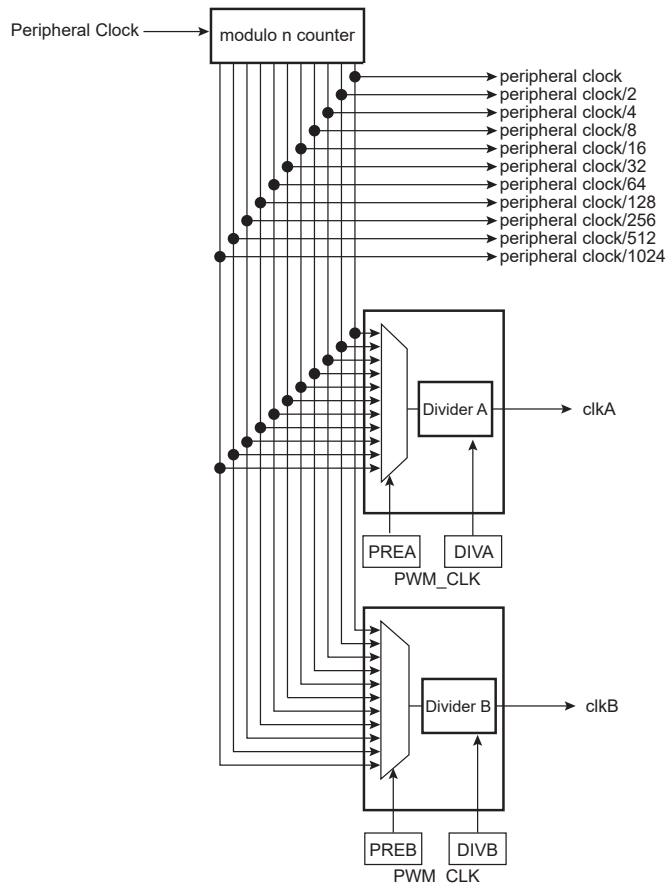 Peripheral Clock
modulo n counter
peripheral clock
peripheral clock/2
peripheral clock/4
peripheral clock/8
peripheral clock/16
peripheral clock/32
peripheral clock/64
peripheral clock/128
peripheral clock/256
peripheral clock/512
peripheral clock/1024
Divider A
clkA
PREA
DIVA
PWM_CLK
Divider B
clkB
PREB
DIVB
PWM CLK